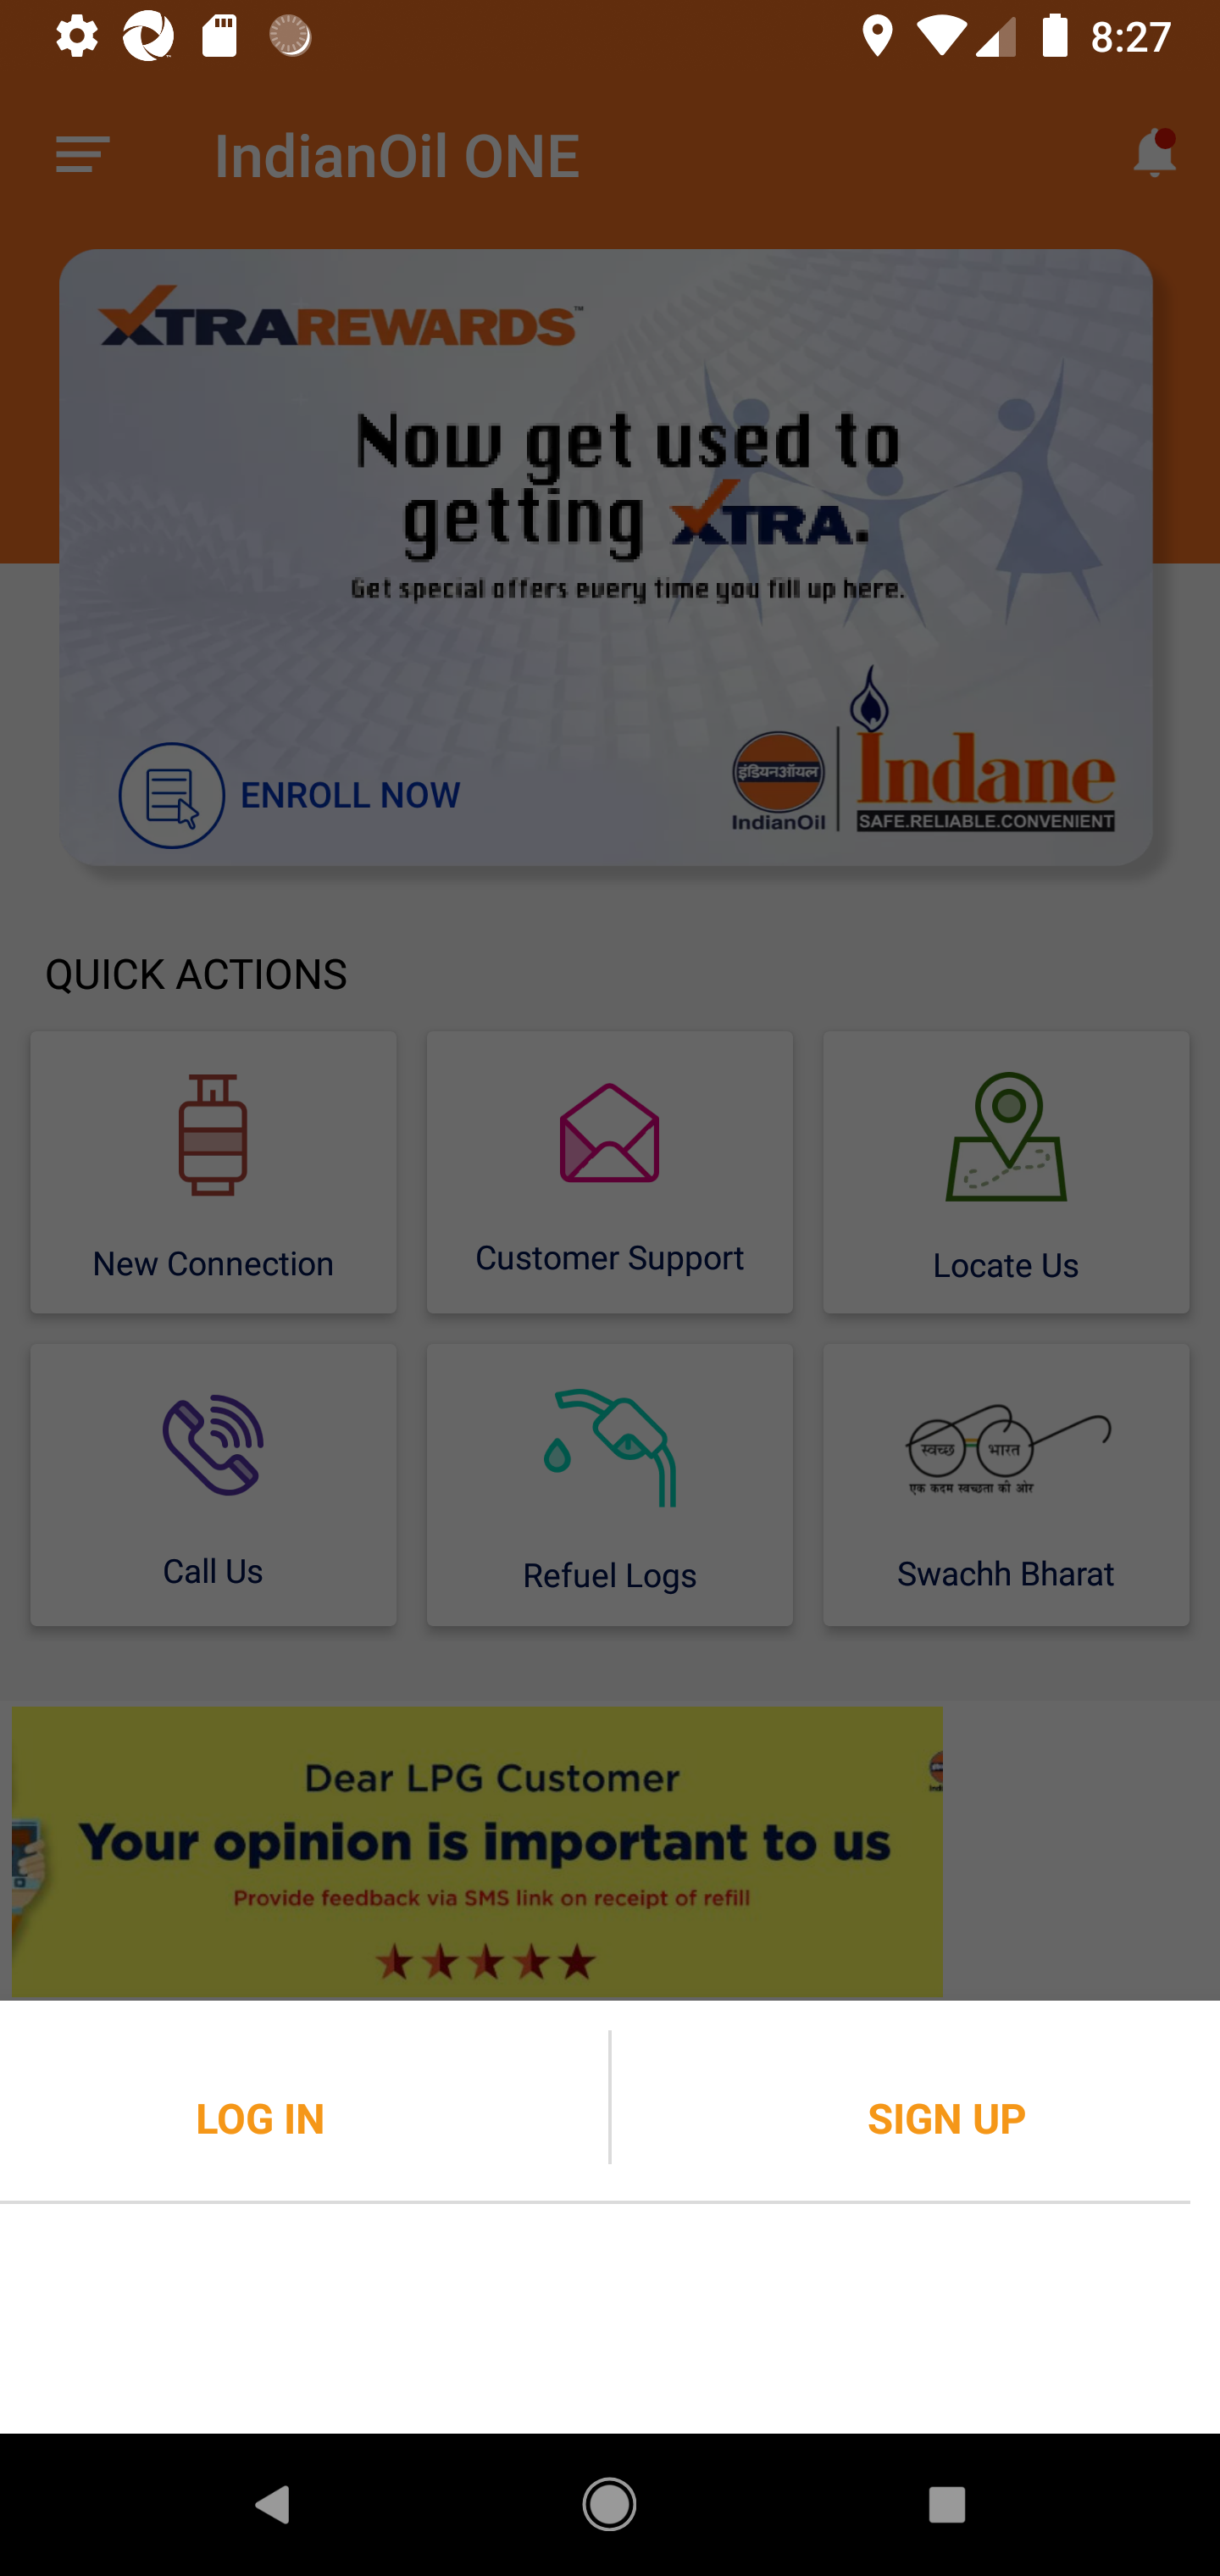 8:27
IndianOil ONE
XTRAREWARDS™
Now get used to
getting XTRA.
Get special offers every time you fill up here.
ENROLL NOW
इंडियनऑयल
IndianOil
Indane
SAFE.RELIABLE.CONVENIENT
QUICK ACTIONS
New Connection
Customer Support
Locate Us
स्वच्छ भारत
एक कदम स्वच्छता की ओर
Call Us
Refuel Logs
Swachh Bharat
Dear LPG Customer
Your opinion is important to us
Provide feedback via SMS link on receipt of refill
LOG IN
SIGN UP